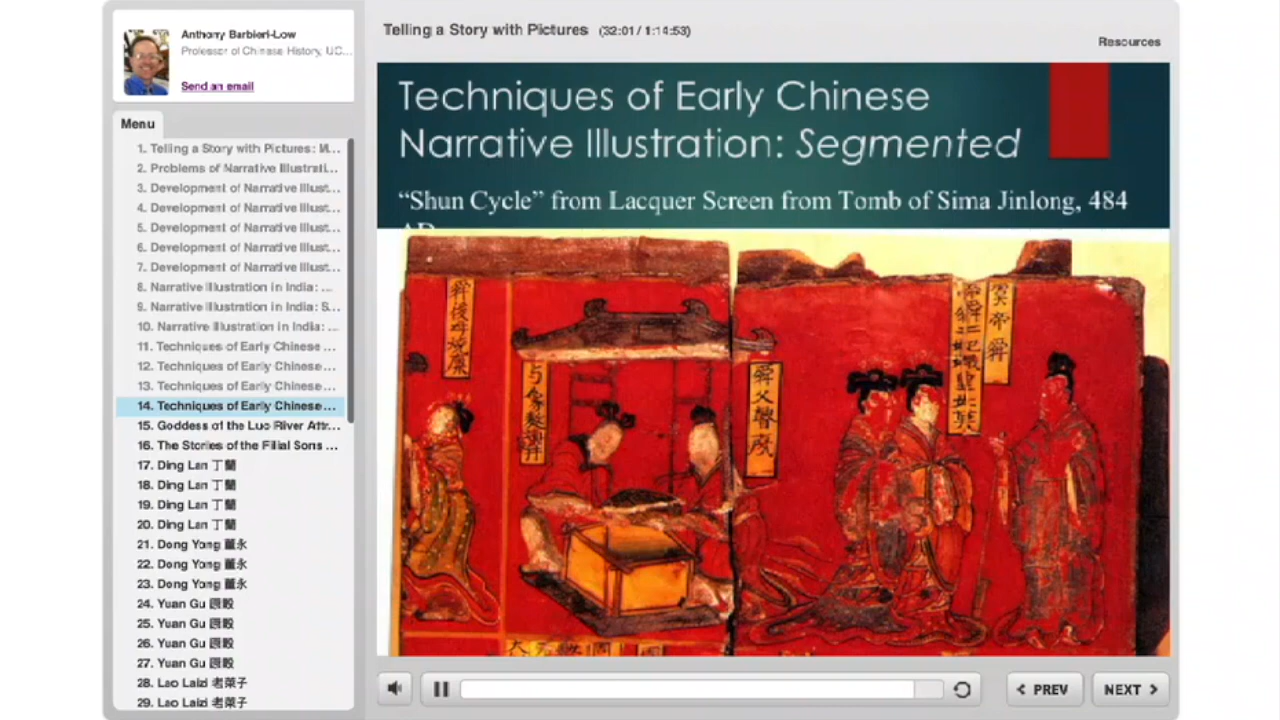 Anthony Barbieri-Low
Professor of Chinese History, UC...
Send an email
Menu
1. Telling a Story with Pictures: M...
2. Problems of Narrative Illustrati...
3. Development of Narrative Illust...
4. Development of Narrative Illust...
5. Development of Narrative Illust...
6. Development of Narrative Illust...
7. Development of Narrative Illust...
8. Narrative Illustration in India: ...
9. Narrative Illustration in India: S...
10. Narrative Illustration in India: ...
11. Techniques of Early Chinese ...
12. Techniques of Early Chinese ...
13. Techniques of Early Chinese...
14. Techniques of Early Chinese ...
15. Goddess of the Luo River Attr...
16. The Stories of the Filial Sons ...
17. Ding Lan 丁蘭
18. Ding Lan 丁蘭
19. Ding Lan 丁蘭
20. Ding Lan 丁蘭
21. Dong Yong 董永
22. Dong Yong 董永
23. Dong Yong 董永
24. Yuan Gu
25. Yuan Gu
26. Yuan Gu
27. Yuan Gu
28. Lao Laizi 老萊子
29. Lao Laizi 老萊子
Telling a Story with Pictures (32:01 / 1:14:53)
Resources
Techniques of Early Chinese
Narrative Illustration: Segmented
“Shun Cycle” from Lacquer Screen from Tomb of Sima Jinlong, 484
AD
舜後母燒廩
舜父瞽叟
帝舜
PREV
NEXT